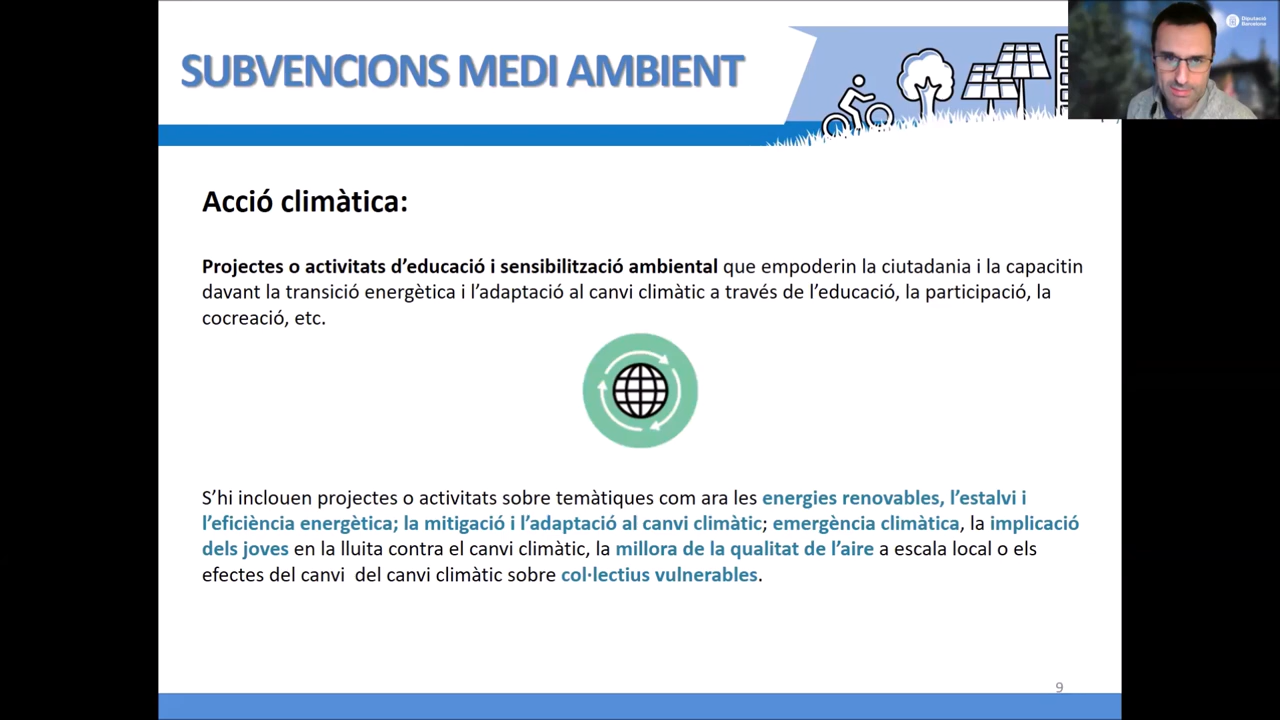 SUBVENCIONS MEDI AMBIENT
Diputació
Barcelona
Acció climàtica:
Projectes o activitats d’educació i sensibilització ambiental que empoderin la ciutadania i la capacitin
davant la transició energètica i l’adaptació al canvi climàtic a través de l’educació, la participació, la
cocreació, etc.
S’hi inclouen projectes o activitats sobre temàtiques com ara les energies renovables, l’estalvi i
l’eficiència energètica; la mitigació i l’adaptació al canvi climàtic; emergència climàtica, la implicació
dels joves en la lluita contra el canvi climàtic, la millora de la qualitat de l’aire a escala local o els
efectes del canvi  del canvi climàtic sobre col·lectius vulnerables.
9